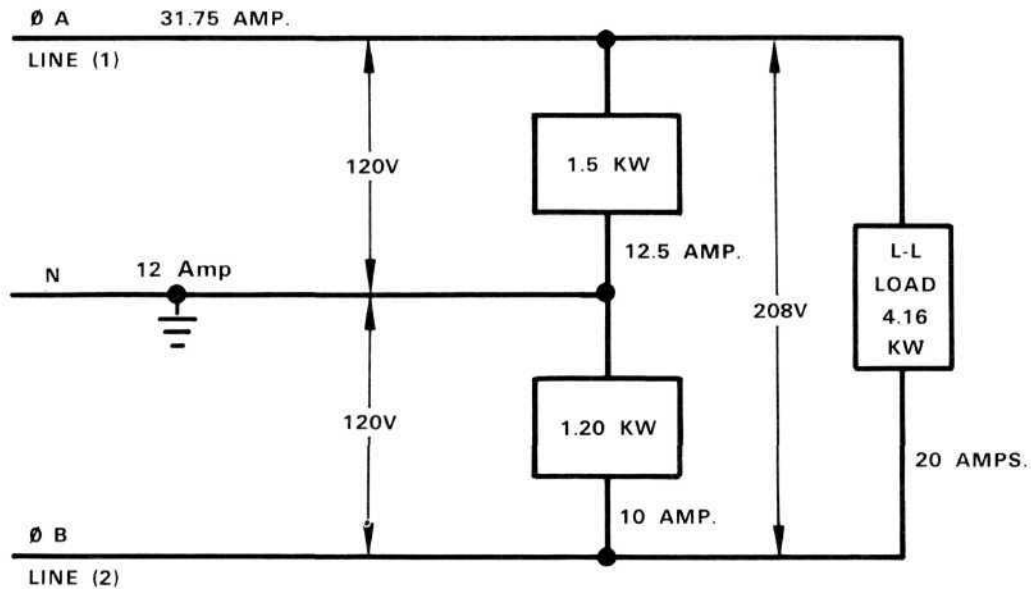 Ø A 31.75 AMP.
LINE (1)
120V
1.5 KW
12.5 AMP.
N 12 Amp
208V
L-L
LOAD
4.16
KW
120V
1.20 KW
20 AMPS.
10 AMP.
Ø B
LINE (2)